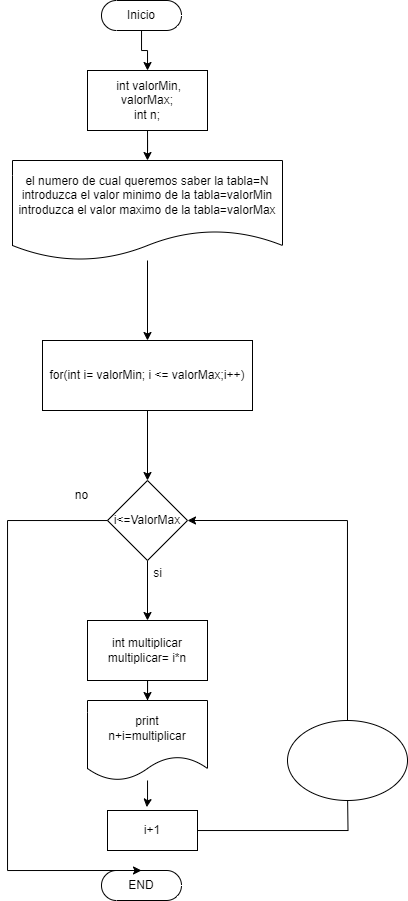 Inicio
int valorMin,
valorMax;
int n;
el numero de cual queremos saber la tabla=N
introduzca el valor minimo de la tabla=valorMin
introduzca el valor maximo de la tabla=valorMax
for(int i= valorMin; i <= valorMax;i++)
no
i<=ValorMax
si
int multiplicar
multiplicar= i*n
print
n+i=multiplicar
i+1
END